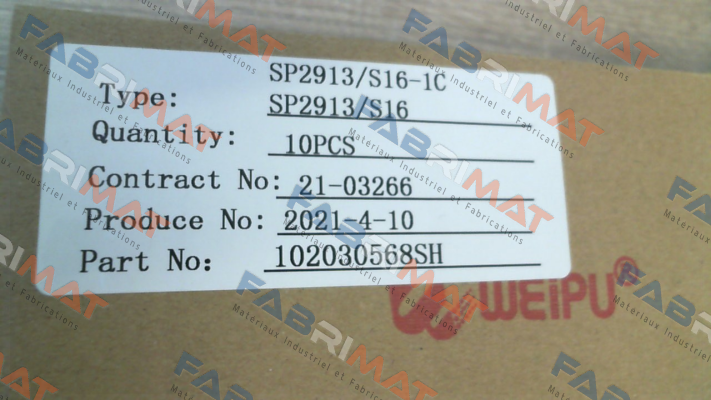 SP2913/S16-1C
Type: SP2913/S16
Quantity: 10PCS
Contract No: 21-03266
Produce No: 2021-4-10
Part No: 102030568SH
WEIPU®
FABRIMAT
Matériaux Industriel et Fabrications